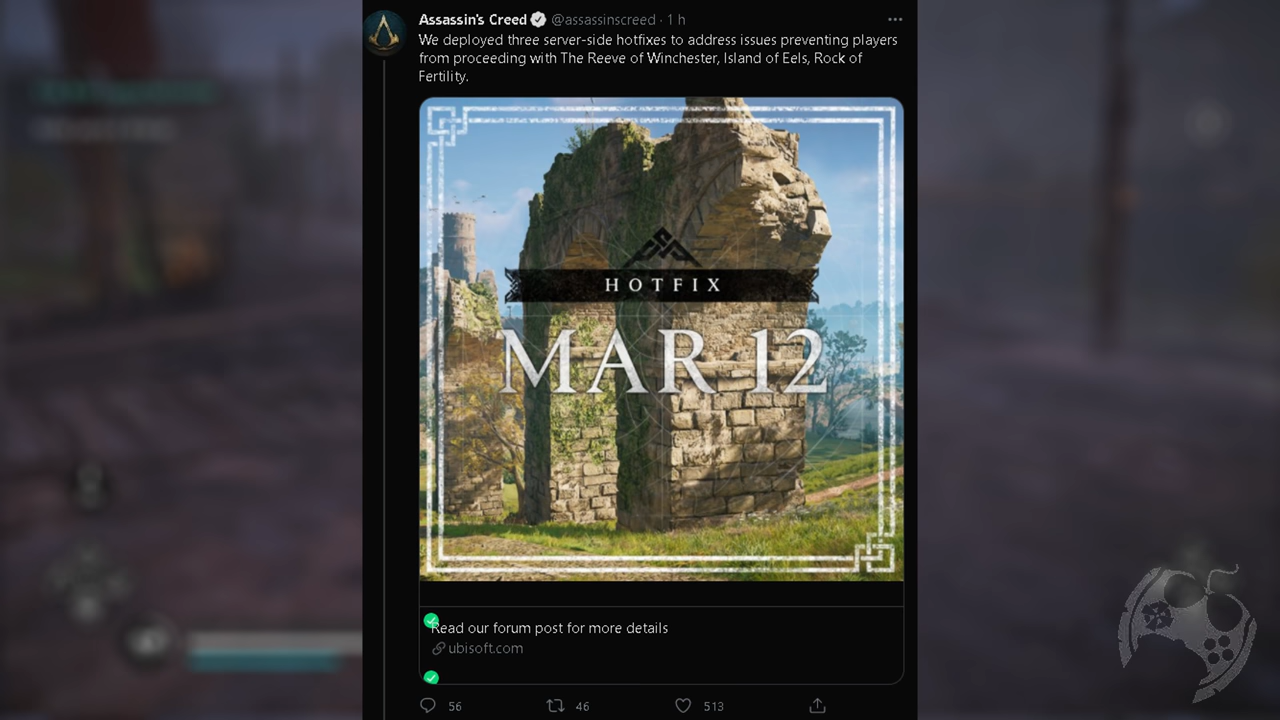 Assassin's Creed @assassinscreed · 1 h
We deployed three server-side hotfixes to address issues preventing players
from proceeding with The Reeve of Winchester, Island of Eels, Rock of
Fertility.
HOTFIX
MAR 12
Read our forum post for more details
ubisoft.com
56 46 513